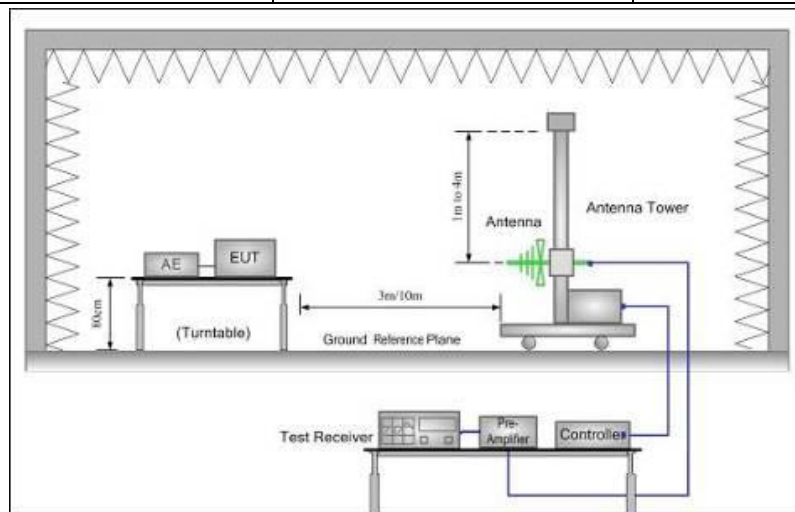 1m to 4m
Antenna
Antenna Tower
AE
EUT
80cm
3m/10m
(Turntable)
Ground Reference Plane
Test Receiver
Pre-
Amplifier
Controller